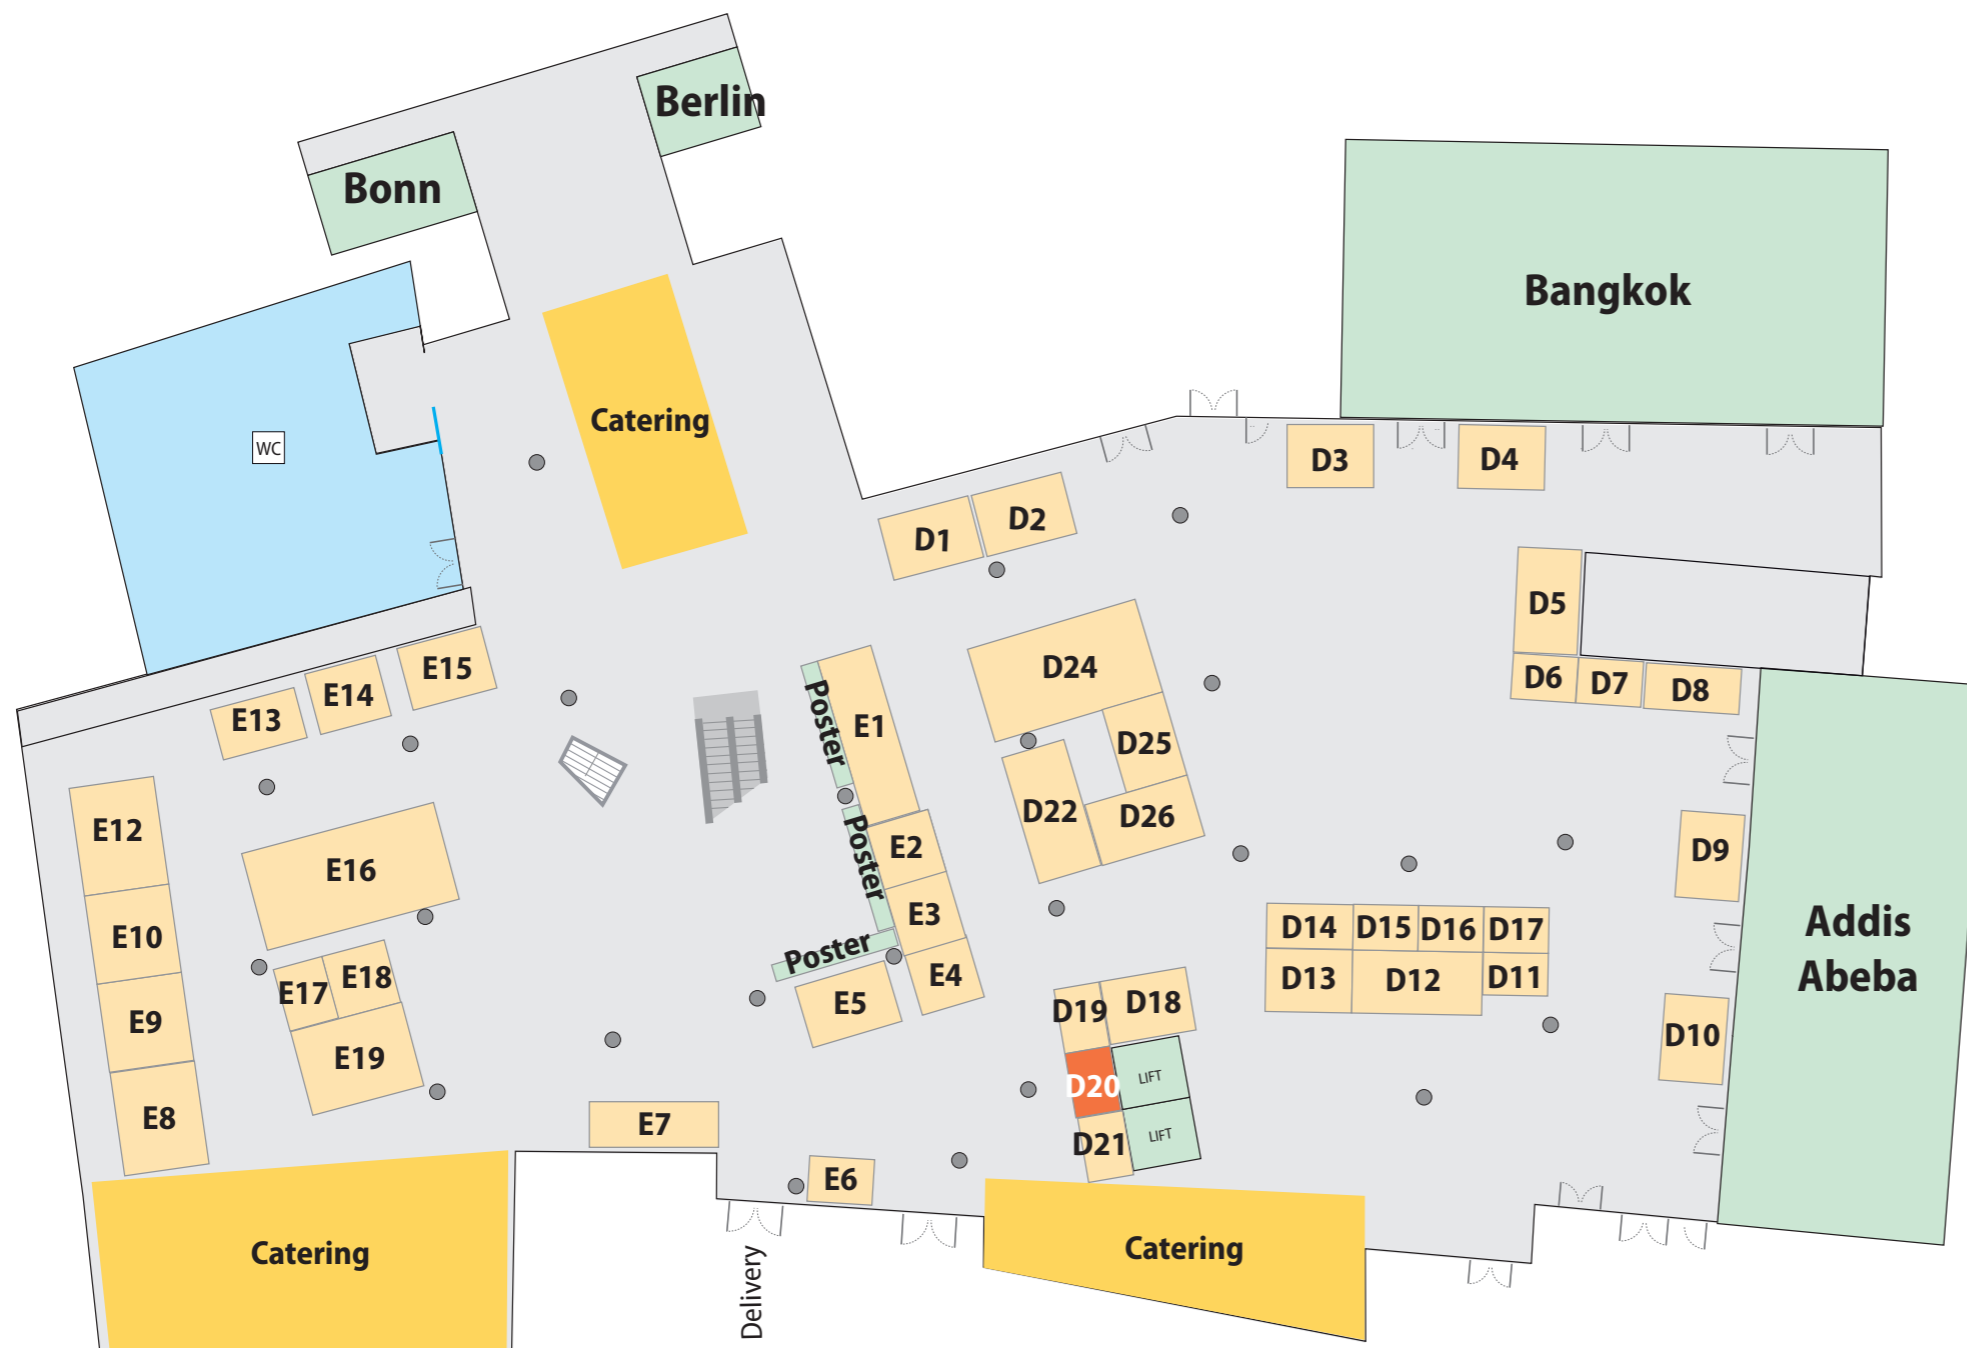 Berlin
Bonn
Bangkok
Catering
WC
D3
D4
D1
D2
D5
D24
E15
E14
E13
D6
D7
D8
Poster
E1
D25
D22
D26
E12
Poster
E2
D9
E16
E3
Addis
Abeba
E10
D14
D15
D16
D17
Poster
E4
D13
D12
D11
E17
E18
E5
D19
D18
E9
D10
E19
D20
LIFT
E8
E7
D21
LIFT
E6
Catering
Delivery
Catering